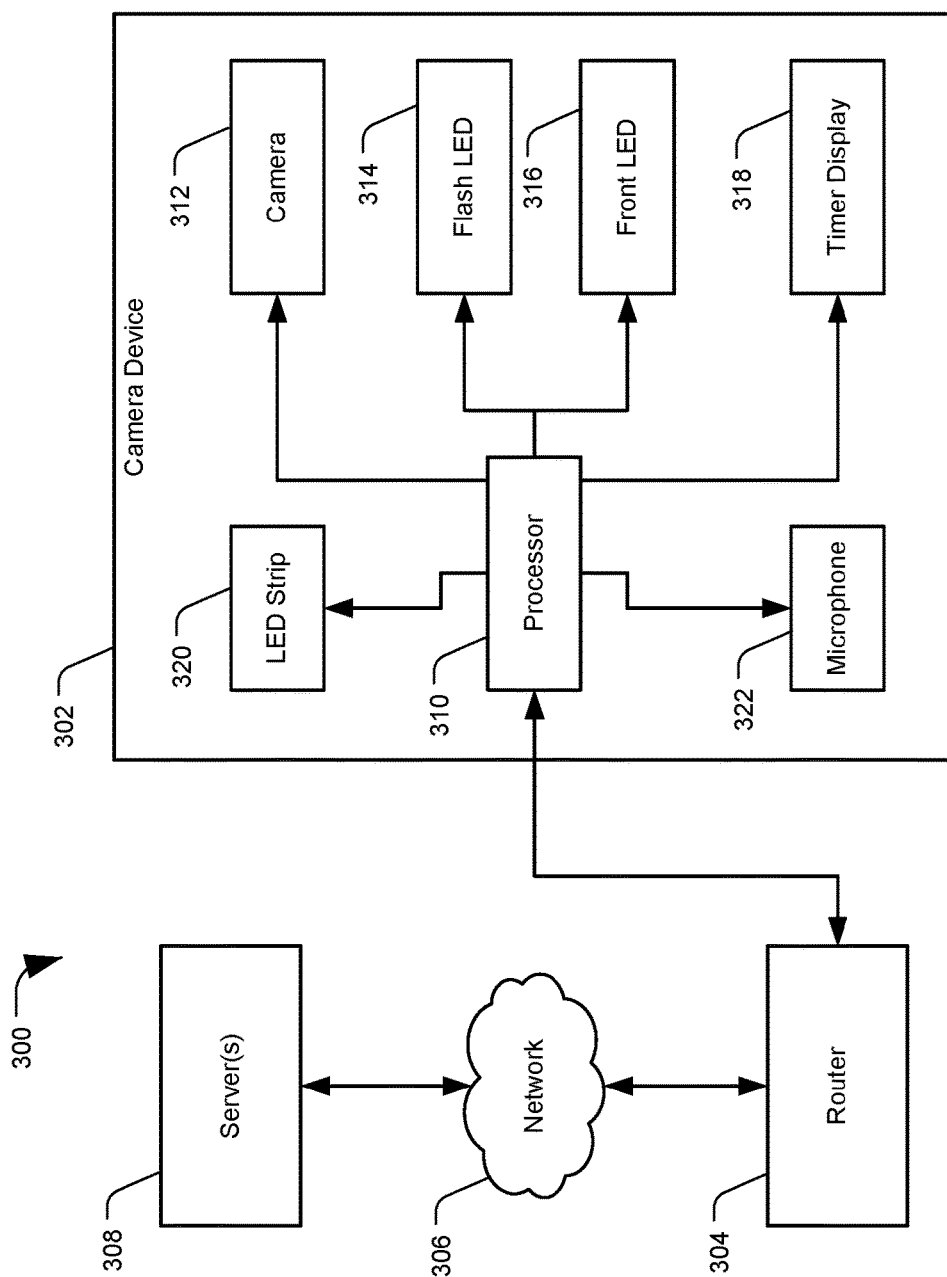 300
308
Server(s)
306
Network
304
Router
302
Camera Device
320
LED Strip
310
Processor
322
Microphone
312
Camera
314
Flash LED
316
Front LED
318
Timer Display